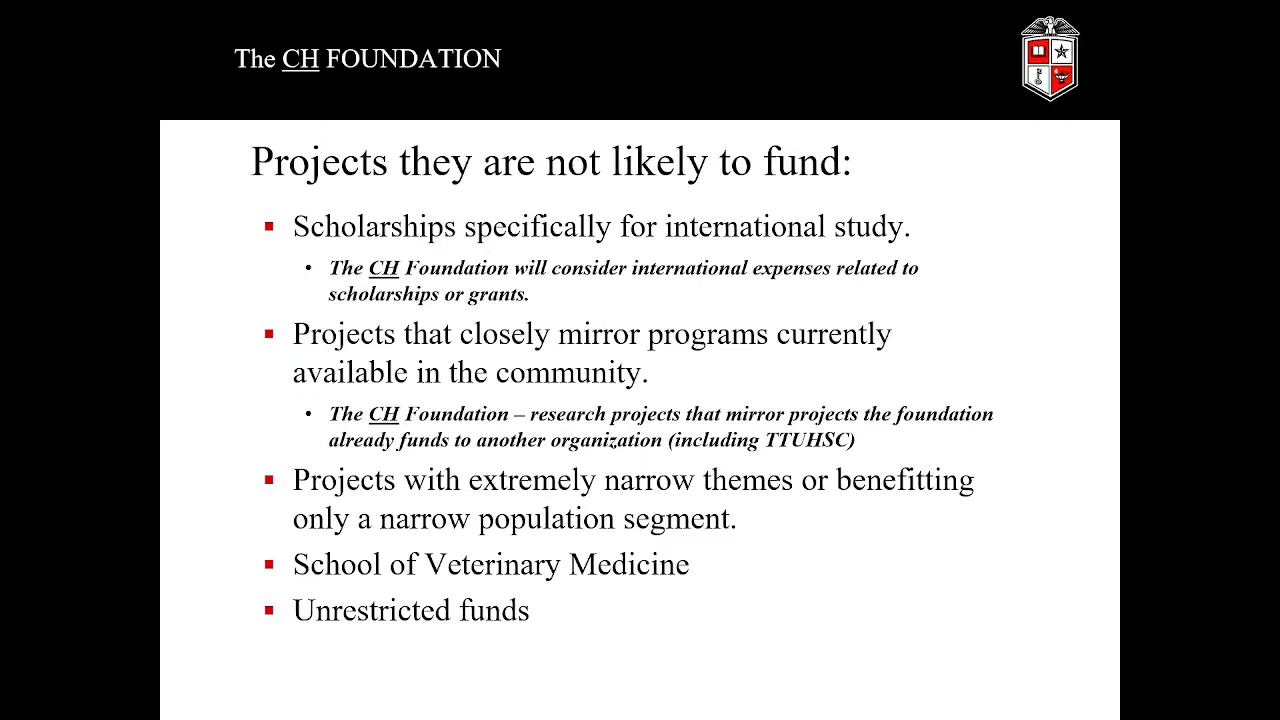 The CH FOUNDATION
Projects they are not likely to fund:
▪ Scholarships specifically for international study.
• The CH Foundation will consider international expenses related to
scholarships or grants.
▪ Projects that closely mirror programs currently
available in the community.
• The CH Foundation – research projects that mirror projects the foundation
already funds to another organization (including TTUHSC)
▪ Projects with extremely narrow themes or benefitting
only a narrow population segment.
▪ School of Veterinary Medicine
▪ Unrestricted funds